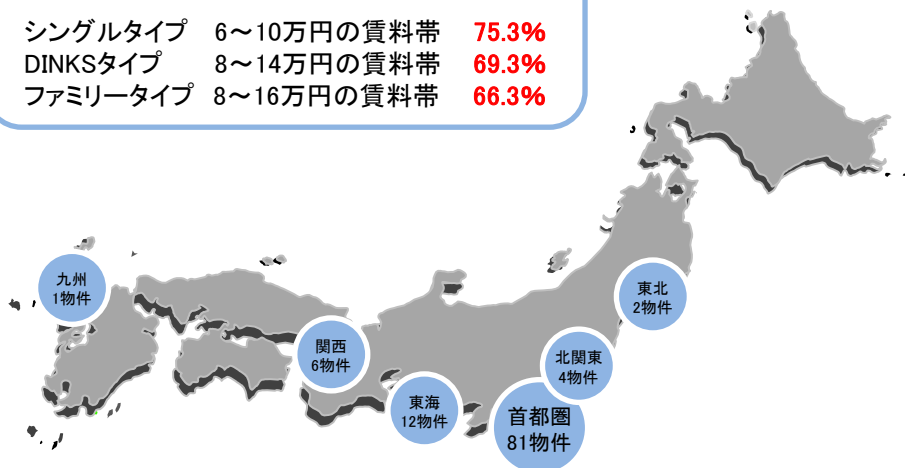 シングルタイプ 6～10万円の賃料帯 75.3%
DINKSタイプ 8～14万円の賃料帯 69.3%
ファミリータイプ 8～16万円の賃料帯 66.3%
九州
1物件
東北
2物件
関西
6物件
北関東
4物件
東海
12物件
首都圏
81物件